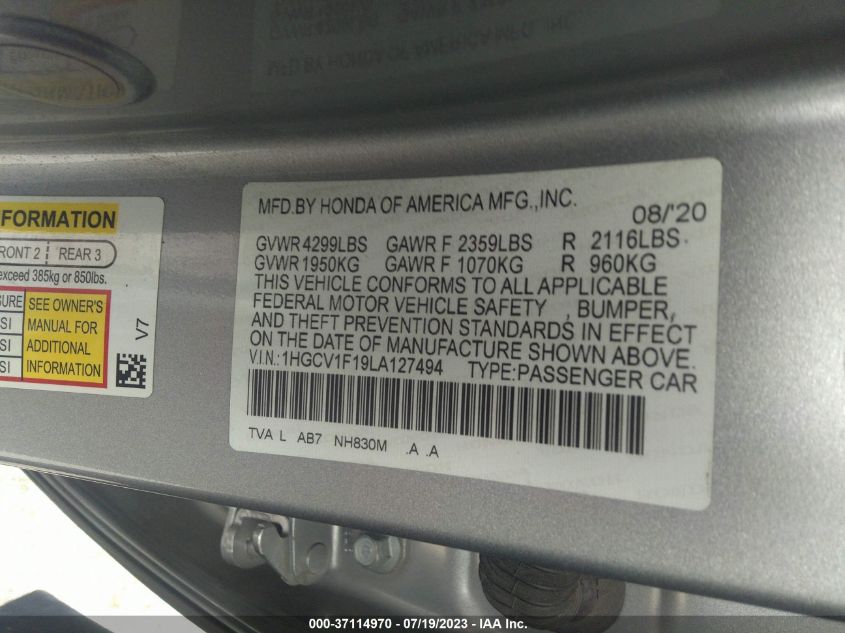 FORMATION
RONT 2 REAR 3
exceed 385kg or 850lbs.
SURE SEE OWNER'S
SI MANUAL FOR
SI ADDITIONAL
SI INFORMATION
V7
MFD.BY HONDA OF AMERICA MFG.,INC. 08/'20
GVWR 4299LBS GAWR F 2359LBS R 2116LBS
GVWR 1950KG GAWR F 1070KG R 960KG
THIS VEHICLE CONFORMS TO ALL APPLICABLE
FEDERAL MOTOR VEHICLE SAFETY , BUMPER,
AND THEFT PREVENTION STANDARDS IN EFFECT
ON THE DATE OF MANUFACTURE SHOWN ABOVE.
V.I.N.: 1HGCV1F19LA127494 TYPE:PASSENGER CAR
TVA L AB7 NH830M .A .A
000-37114970 / 07/19/2023 - IAA Inc.